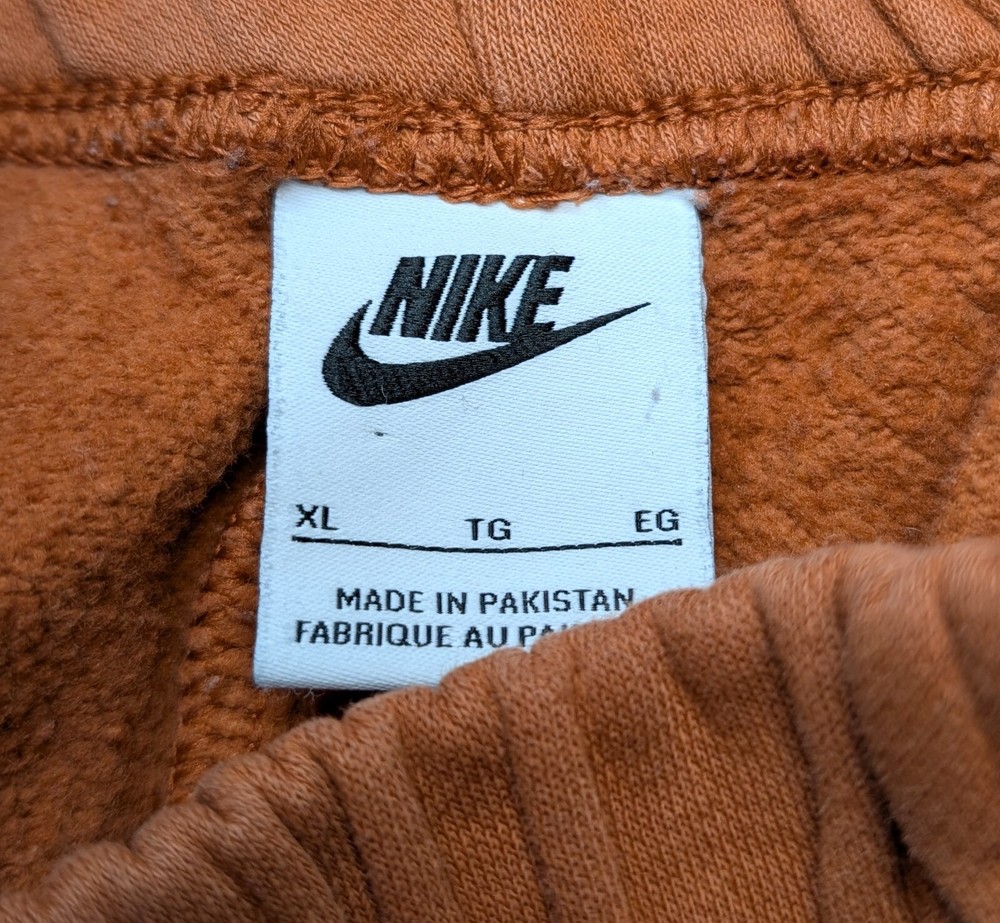 NIKE
XL TG EG
MADE IN PAKISTAN
FABRIQUE AU